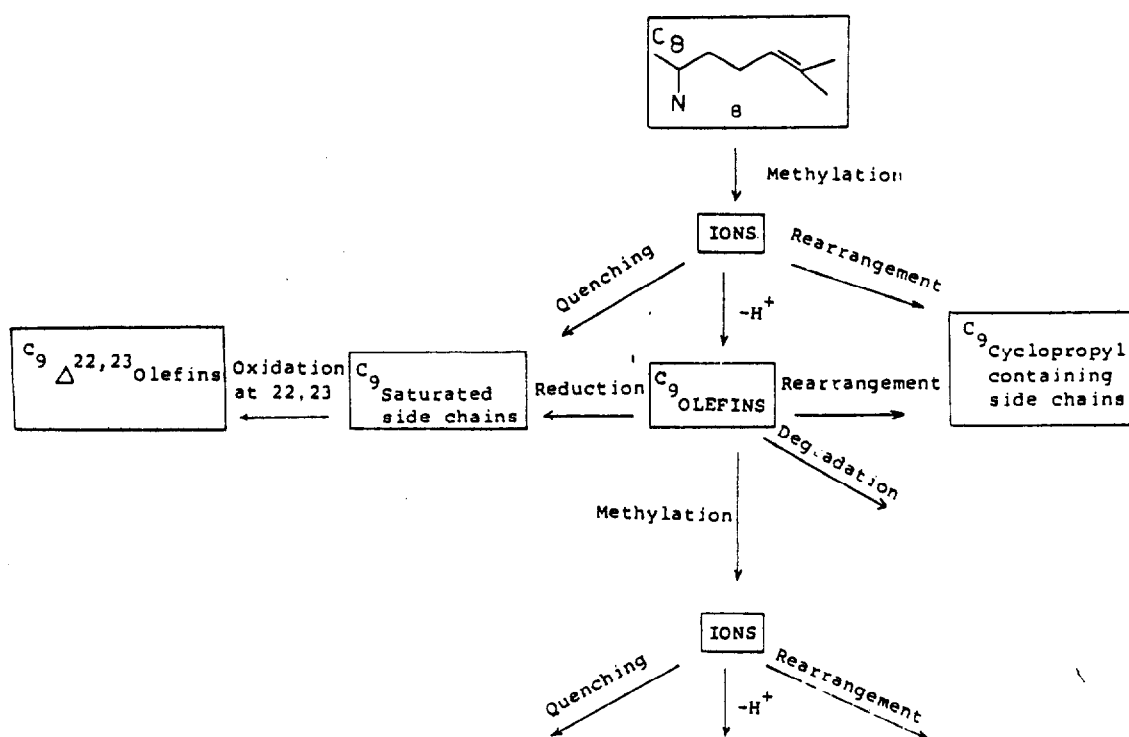 C8
N
8
Methylation
IONS
Quenching
-H+
Rearrangement
C9 Δ22,23 Olefins
Oxidation
at 22,23
C9 Saturated
side chains
Reduction
C9 OLEFINS
Rearrangement
C9 Cyclopropyl
containing
side chains
Degradation
Methylation
IONS
Quenching
-H+
Rearrangement